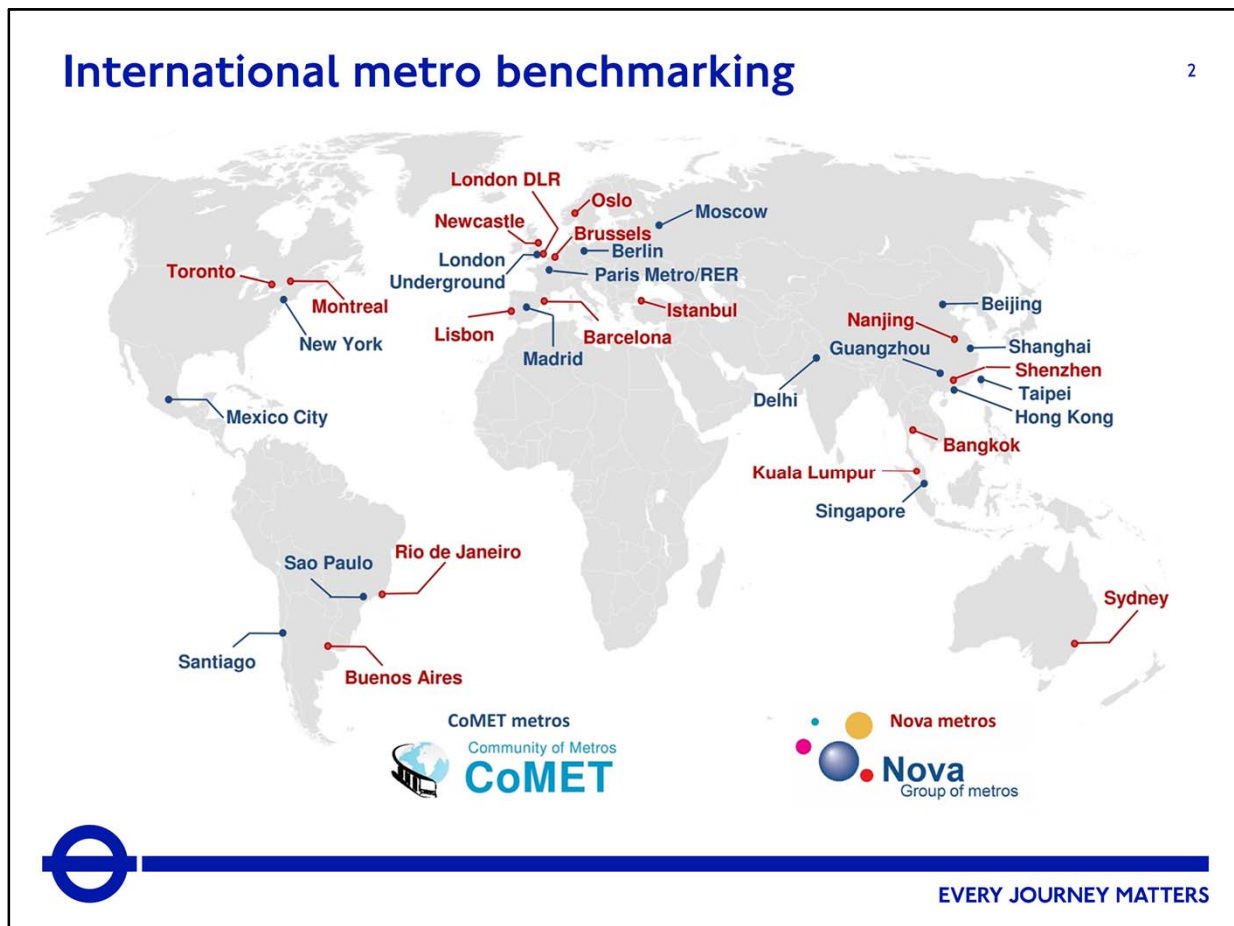 International metro benchmarking
2
London DLR
Oslo
Moscow
Newcastle
Brussels
London
Underground
Berlin
Paris Metro/RER
Toronto
Montreal
New York
Lisbon
Madrid
Barcelona
Istanbul
Beijing
Nanjing
Guangzhou
Shanghai
Shenzhen
Taipei
Hong Kong
Delhi
Mexico City
Bangkok
Kuala Lumpur
Singapore
Sao Paulo
Rio de Janeiro
Sydney
Santiago
Buenos Aires
CoMET metros
Community of Metros
CoMET
Nova metros
Nova
Group of metros
EVERY JOURNEY MATTERS